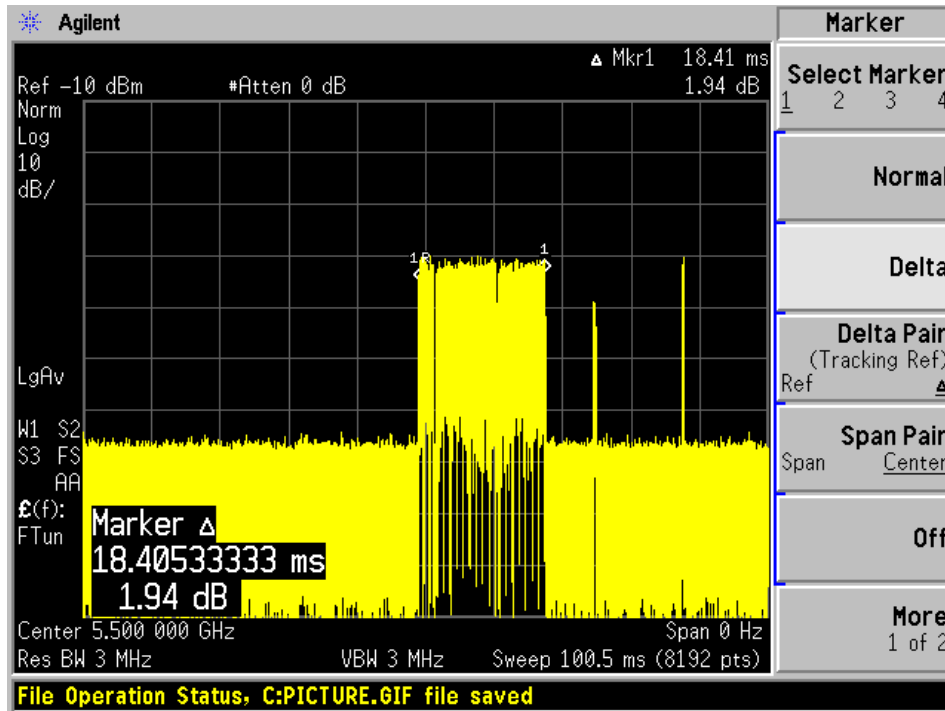 Agilent
Marker
Δ Mkr1 18.41 ms
Ref -10 dBm #Atten 0 dB 1.94 dB
Norm
Log
10
dB/
1R
1
LgAv
W1 S2
S3 FS
AA
£(f):
FTun
Marker Δ
18.40533333 ms
1.94 dB
Center 5.500 000 GHz Span 0 Hz
Res BW 3 MHz VBW 3 MHz Sweep 100.5 ms (8192 pts)
File Operation Status, C:PICTURE.GIF file saved
Select Marker
1 2 3 4
Normal
Delta
Delta Pair
(Tracking Ref)
Ref Δ
Span Pair
Span Center
Off
More
1 of 2